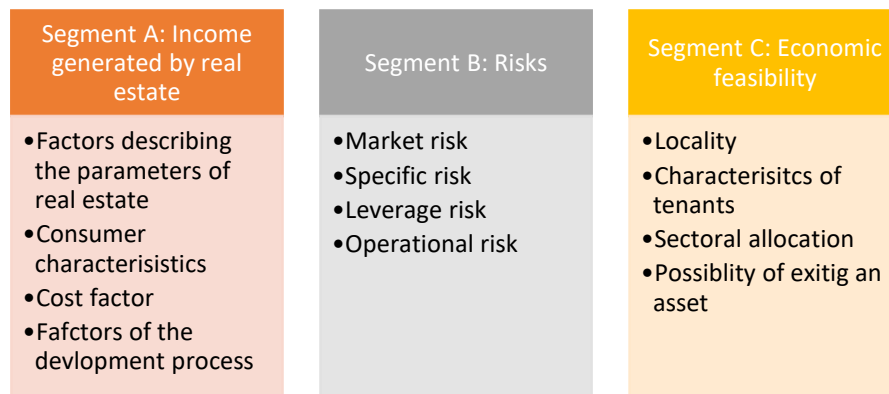 Segment A: Income
generated by real
estate
•Factors describing
the parameters of
real estate
•Consumer
characterisistics
•Cost factor
•Fafctors of the
devlopment process
Segment B: Risks
•Market risk
•Specific risk
•Leverage risk
•Operational risk
Segment C: Economic
feasibility
•Locality
•Characterisitcs of
tenants
•Sectoral allocation
•Possiblity of exitig an
asset